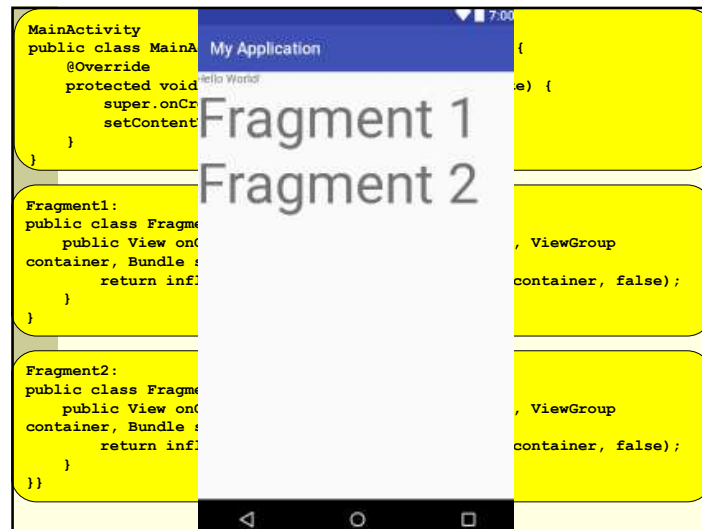 MainActivity
public class MainA
{
@Override
protected void
e) {
super.onCr
setContent
}
}
Fragment1:
public class Fragme
public View on
, ViewGroup
container, Bundle s
return infl
container, false);
}
}
Fragment2:
public class Fragme
public View on
, ViewGroup
container, Bundle s
return infl
container, false);
}
}}
7:00
My Application
Hello World!
Fragment 1
Fragment 2